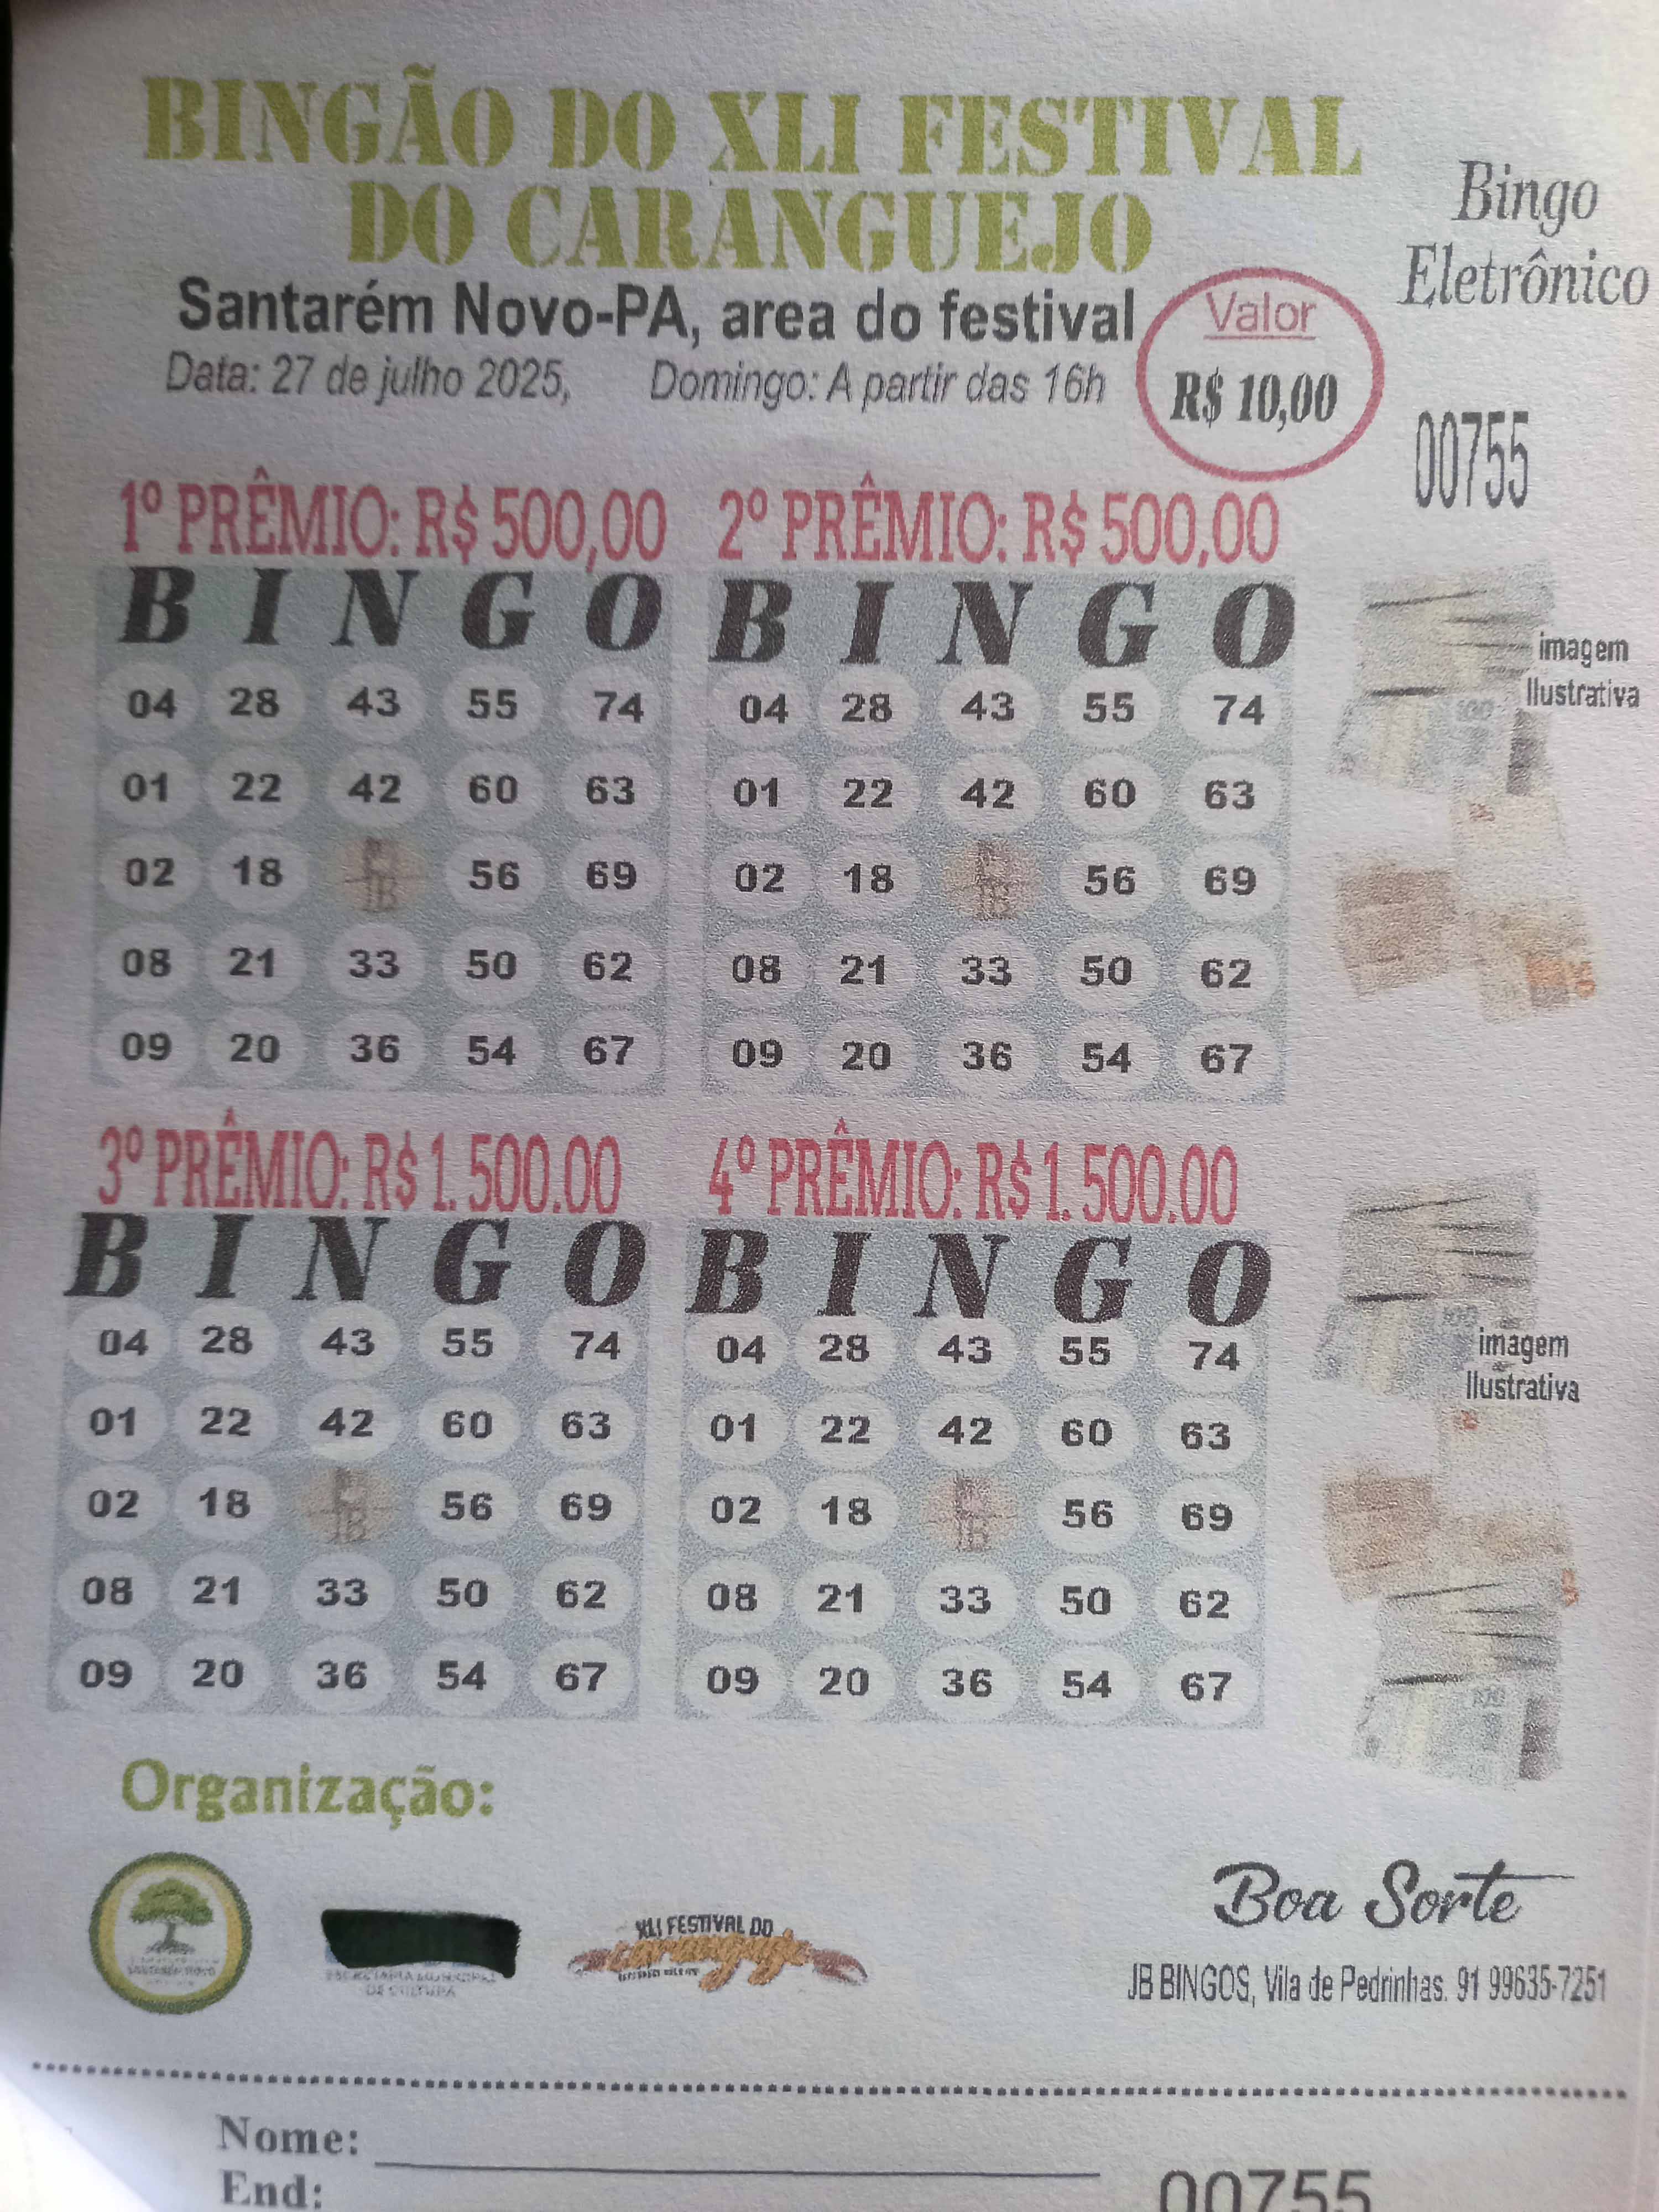 BINGÃO DO XLI FESTIVAL
DO CARANGUEJO
Bingo
Eletrônico
Santarém Novo-PA, area do festival
Data: 27 de julho 2025, Domingo: A partir das 16h
Valor
R$ 10,00
00755
1º PRÊMIO: R$ 500,00 2º PRÊMIO: R$ 500,00
B I N G O B I N G O
04 28 43 55 74 04 28 43 55 74
01 22 42 60 63 01 22 42 60 63
02 18 JB 56 69 02 18 JB 56 69
08 21 33 50 62 08 21 33 50 62
09 20 36 54 67 09 20 36 54 67
imagem
Ilustrativa
100
3º PRÊMIO: R$ 1. 500.00 4º PRÊMIO: R$ 1. 500.00
B I N G O B I N G O
04 28 43 55 74 04 28 43 55 74
01 22 42 60 63 01 22 42 60 63
02 18 JB 56 69 02 18 JB 56 69
08 21 33 50 62 08 21 33 50 62
09 20 36 54 67 09 20 36 54 67
100
imagem
Ilustrativa
100
Organização:
SANTARÉM NOVO
SECRETARIA MUNICIPAL
DE CULTURA
XLI FESTIVAL DO
caranguejo
Boa Sorte
JB BINGOS, Vila de Pedrinhas. 91 99635-7251
Nome:
End:
00755